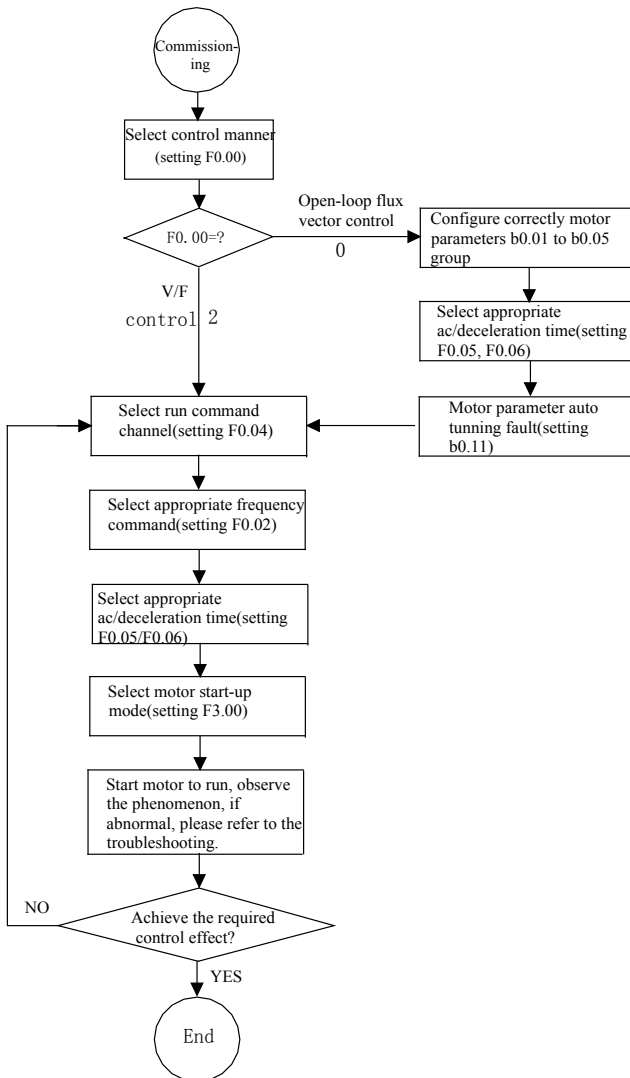 Commission-
ing
Select control manner
(setting F0.00)
F0.00=?
Open-loop flux
vector control
0
Configure correctly motor
parameters b0.01 to b0.05
group
Select appropriate
ac/deceleration time(setting
F0.05, F0.06)
Motor parameter auto
tunning fault(setting
b0.11)
V/F
control 2
Select run command
channel(setting F0.04)
Select appropriate frequency
command(setting F0.02)
Select appropriate
ac/deceleration time(setting
F0.05/F0.06)
Select motor start-up
mode(setting F3.00)
Start motor to run, observe
the phenomenon, if
abnormal, please refer to the
troubleshooting.
NO
Achieve the required
control effect?
YES
End